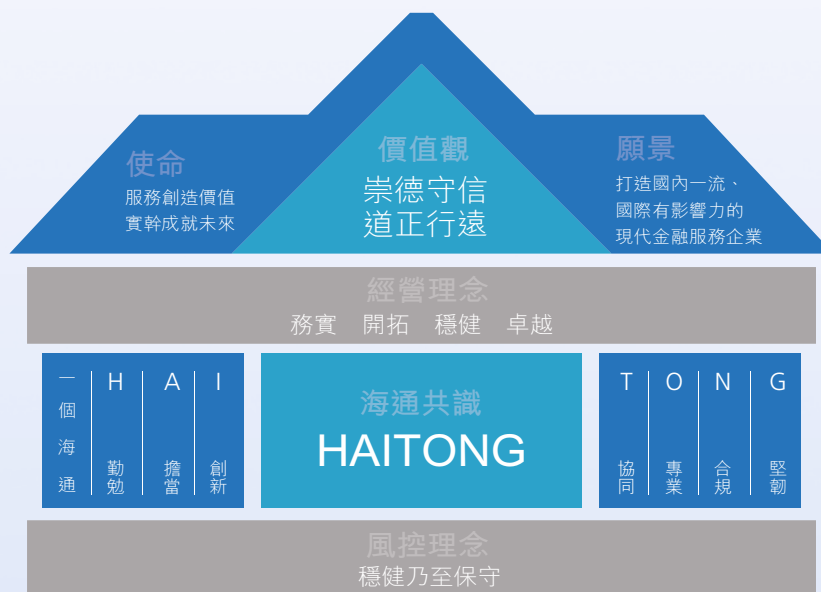 使命
服務創造價值
實幹成就未來
價值觀
崇德守信
道正行遠
願景
打造國內一流、
國際有影響力的
現代金融服務企業
經營理念
務實 開拓 穩健 卓越
一個海通
H 勤勉
A 擔當
I 創新
海通共識
HAITONG
T 協同
O 專業
N 合規
G 堅韌
風控理念
穩健乃至保守